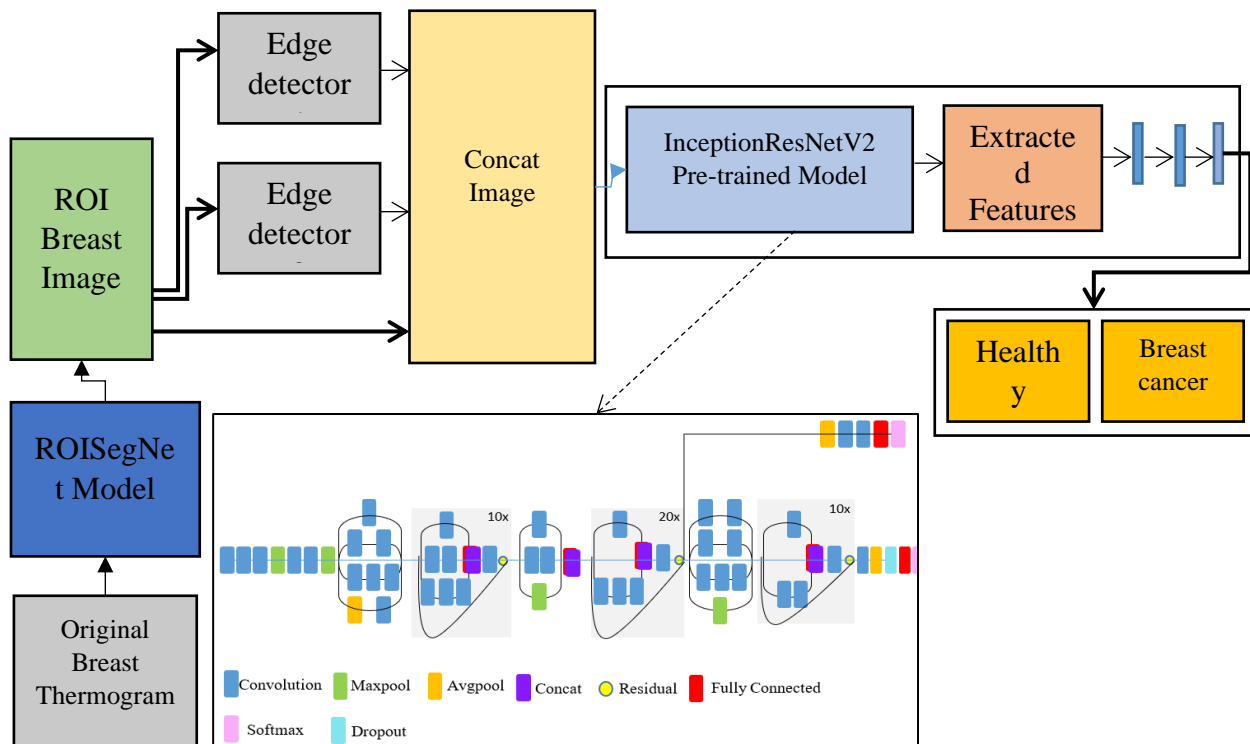 Edge
detector
Edge
detector
Concat
Image
InceptionResNetV2
Pre-trained Model
Extracte
d
Features
ROI
Breast
Image
Health
y
Breast
cancer
ROISegNe
t Model
Original
Breast
Thermogram
10x
20x
10x
Convolution
Maxpool
Avgpool
Concat
Residual
Fully Connected
Softmax
Dropout